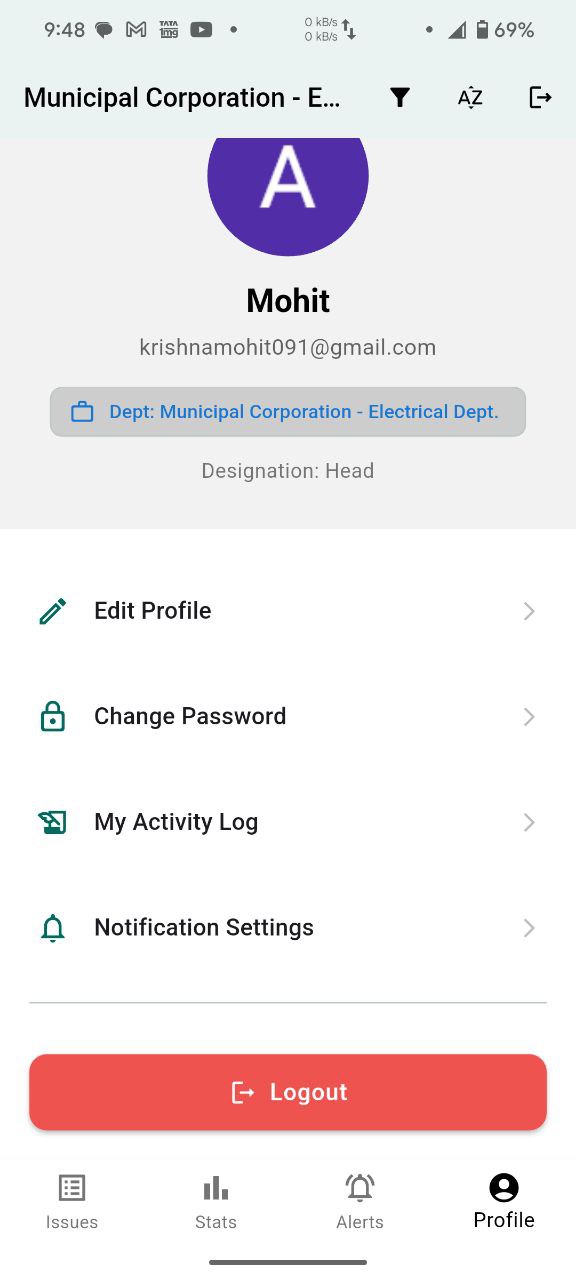 9:48 TATA 1mg 0 kB/s 0 kB/s 69%
Municipal Corporation - E... AZ
A
Mohit
krishnamohit091@gmail.com
Dept: Municipal Corporation - Electrical Dept.
Designation: Head
Edit Profile
Change Password
My Activity Log
Notification Settings
Logout
Issues Stats Alerts Profile